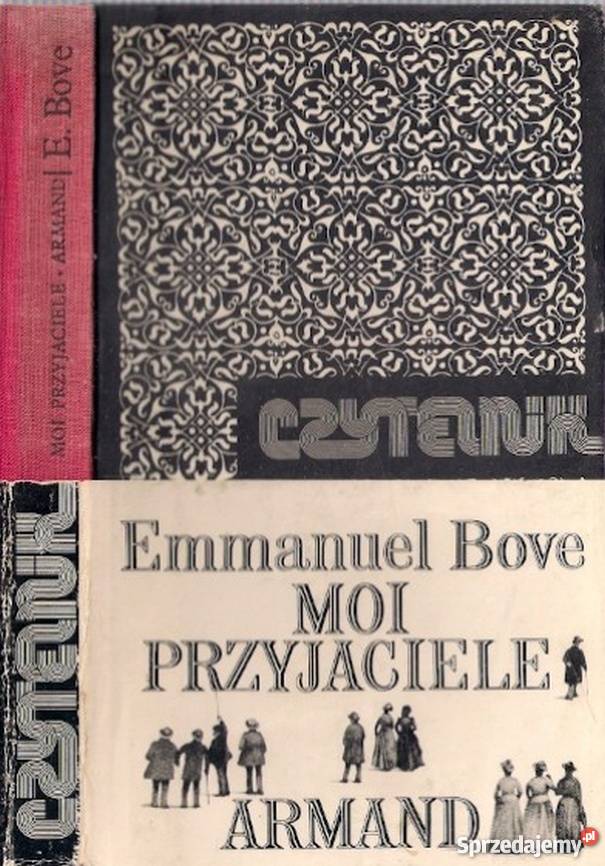 MOI PRZYJACIELE • ARMAND | E. Bove
CZYTELNIK
CZYTELNIK
Emmanuel Bove
MOI
PRZYJACIELE
ARMAND
Sprzedajemy.pl